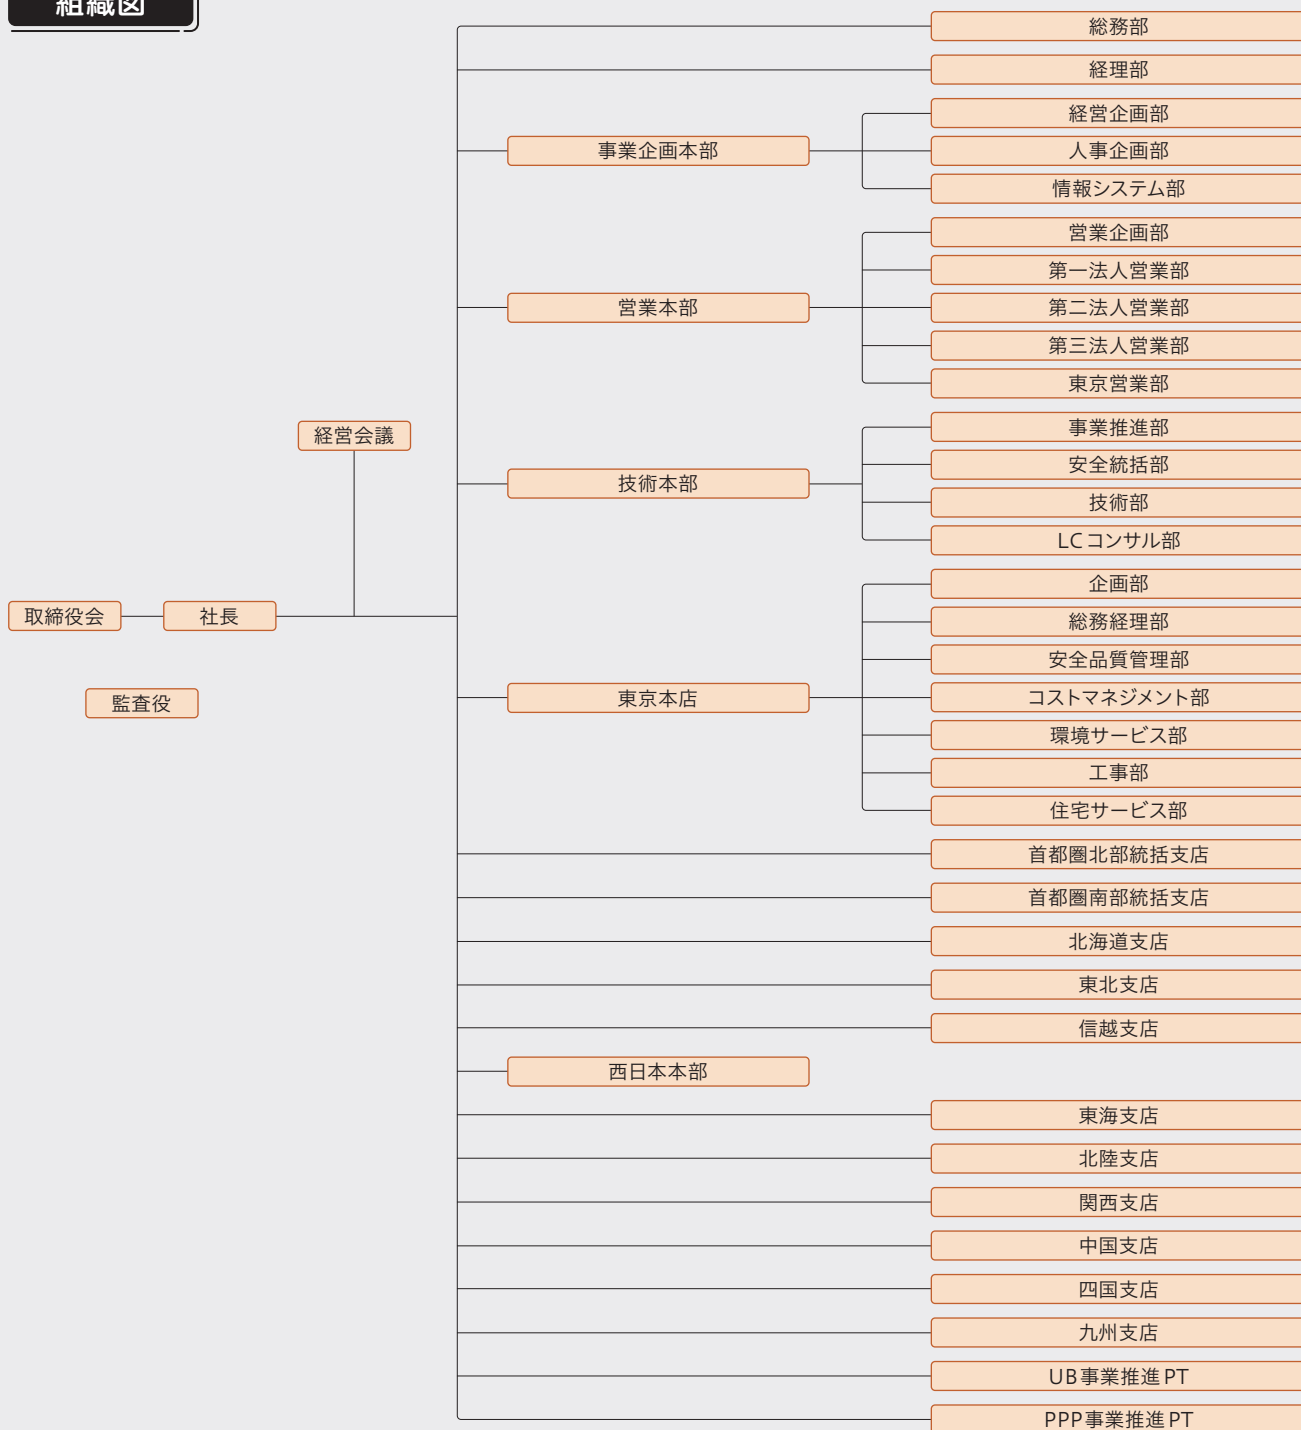 組織図
総務部
経理部
事業企画本部
経営企画部
人事企画部
情報システム部
営業本部
営業企画部
第一法人営業部
第二法人営業部
第三法人営業部
東京営業部
経営会議
技術本部
事業推進部
安全統括部
技術部
LCコンサル部
取締役会
社長
監査役
東京本店
企画部
総務経理部
安全品質管理部
コストマネジメント部
環境サービス部
工事部
住宅サービス部
首都圏北部統括支店
首都圏南部統括支店
北海道支店
東北支店
信越支店
西日本本部
東海支店
北陸支店
関西支店
中国支店
四国支店
九州支店
UB事業推進PT
PPP事業推進PT